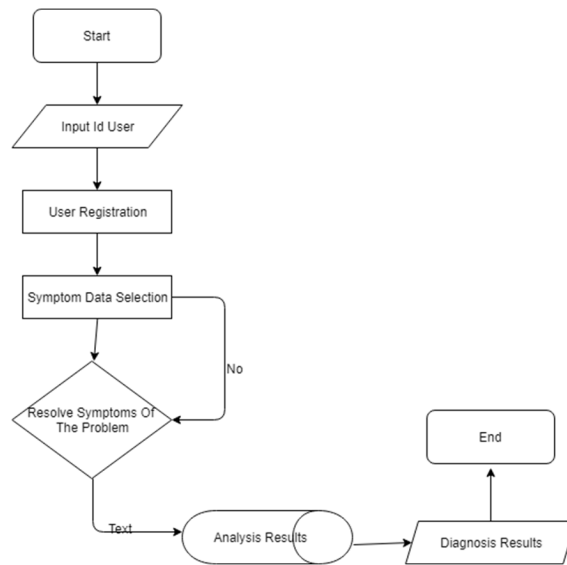 Start
Input Id User
User Registration
Symptom Data Selection
No
Resolve Symptoms Of
The Problem
End
Text
Analysis Results
Diagnosis Results